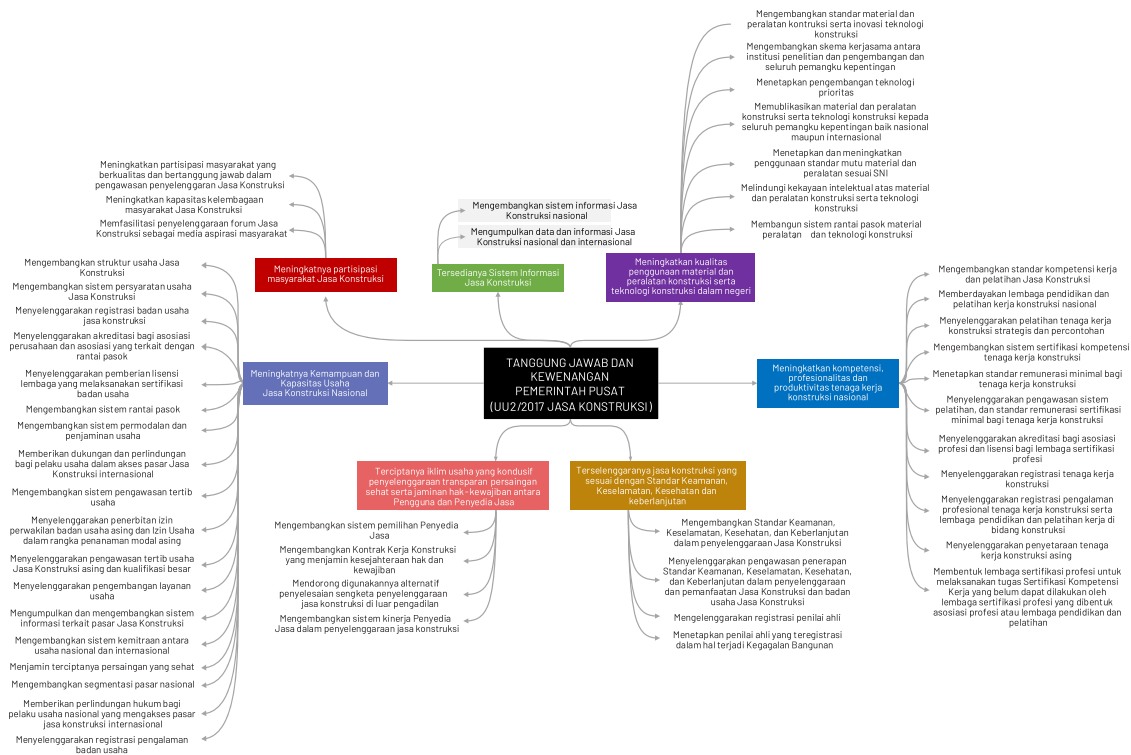 Mengembangkan standar material dan
peralatan kontruksi serta inovasi teknologi
konstruksi
Mengembangkan skema kerjasama antara
institusi penelitian dan pengembangan dan
seluruh pemangku kepentingan
Menetapkan pengembangan teknologi
prioritas
Memublikasikan material dan peralatan
konstruksi serta teknologi konstruksi kepada
seluruh pemangku kepentingan baik nasional
maupun internasional
Menetapkan dan meningkatkan
penggunaan standar mutu material dan
peralatan sesuai SNI
Melindungi kekayaan intelektual atas material
dan peralatan konstruksi serta teknologi
konstruksi
Membangun sistem rantai pasok material
peralatan dan teknologi konstruksi
Meningkatkan partisipasi masyarakat yang
berkualitas dan bertanggung jawab dalam
pengawasan penyelenggaran Jasa Konstruksi
Meningkatkan kapasitas kelembagaan
masyarakat Jasa Konstruksi
Memfasilitasi penyelenggaraan forum Jasa
Konstruksi sebagai media aspirasi masyarakat
Mengembangkan sistem informasi Jasa
Konstruksi nasional
Mengumpulkan data dan informasi Jasa
Konstruksi nasional dan internasional
Meningkatnya partisipasi
masyarakat Jasa Konstruksi
Tersedianya Sistem Informasi
Jasa Konstruksi
Meningkatkan kualitas
penggunaan material dan
peralatan konstruksi serta
teknologi konstruksi dalam negeri
TANGGUNG JAWAB DAN
KEWENANGAN
PEMERINTAH PUSAT
(UU2/2017 JASA KONSTRUKSI)
Meningkatnya Kemampuan dan
Kapasitas Usaha
Jasa Konstruksi Nasional
Mengembangkan struktur usaha Jasa
Konstruksi
Mengembangkan sistem persyaratan usaha
Jasa Konstruksi
Menyelenggarakan registrasi badan usaha
jasa konstruksi
Menyelenggarakan akreditasi bagi asosiasi
perusahaan dan asosiasi yang terkait dengan
rantai pasok
Menyelenggarakan pemberian lisensi
lembaga yang melaksanakan sertifikasi
badan usaha
Mengembangkan sistem rantai pasok
Mengembangkan sistem permodalan dan
penjaminan usaha
Memberikan dukungan dan perlindungan
bagi pelaku usaha dalam akses pasar Jasa
Konstruksi internasional
Mengembangkan sistem pengawasan tertib
usaha
Menyelenggarakan penerbitan izin
perwakilan badan usaha asing dan Izin Usaha
dalam rangka penanaman modal asing
Menyelenggarakan pengawasan tertib usaha
Jasa Konstruksi asing dan kualifikasi besar
Menyelenggarakan pengembangan layanan
usaha
Mengumpulkan dan mengembangkan sistem
informasi terkait pasar Jasa Konstruksi
Mengembangkan sistem kemitraan antara
usaha nasional dan internasional
Menjamin terciptanya persaingan yang sehat
Mengembangkan segmentasi pasar nasional
Memberikan perlindungan hukum bagi
pelaku usaha nasional yang mengakses pasar
jasa konstruksi internasional
Menyelenggarakan registrasi pengalaman
badan usaha
Terciptanya iklim usaha yang kondusif
penyelenggaraan transparan persaingan
sehat serta jaminan hak-kewajiban antara
Pengguna dan Penyedia Jasa
Mengembangkan sistem pemilihan Penyedia
Jasa
Mengembangkan Kontrak Kerja Konstruksi
yang menjamin kesejahteraan hak dan
kewajiban
Mendorong digunakannya alternatif
penyelesaian sengketa penyelenggaraan
jasa konstruksi di luar pengadilan
Mengembangkan sistem kinerja Penyedia
Jasa dalam penyelenggaraan jasa konstruksi
Terselenggaranya jasa konstruksi yang
sesuai dengan Standar Keamanan,
Keselamatan, Kesehatan dan
keberlanjutan
Mengembangkan Standar Keamanan,
Keselamatan, Kesehatan, dan Keberlanjutan
dalam penyelenggaraan Jasa Konstruksi
Menyelenggarakan pengawasan penerapan
Standar Keamanan, Keselamatan, Kesehatan,
dan Keberlanjutan dalam penyelenggaraan
dan pemanfaatan Jasa Konstruksi dan badan
usaha Jasa Konstruksi
Mengelenggarakan registrasi penilai ahli
Menetapkan penilai ahli yang teregistrasi
dalam hal terjadi Kegagalan Bangunan
Meningkatkan kompetensi,
profesionalitas dan
produktivitas tenaga kerja
konstruksi nasional
Mengembangkan standar kompetensi kerja
dan pelatihan Jasa Konstruksi
Memberdayakan lembaga pendidikan dan
pelatihan kerja konstruksi nasional
Menyelenggarakan pelatihan tenaga kerja
konstruksi strategis dan percontohan
Mengembangkan sistem sertifikasi kompetensi
tenaga kerja konstruksi
Menetapkan standar remunerasi minimal bagi
tenaga kerja konstruksi
Menyelenggarakan pengawasan sistem
pelatihan, dan standar remunerasi sertifikasi
minimal bagi tenaga kerja konstruksi
Menyelenggarakan akreditasi bagi asosiasi
profesi dan lisensi bagi lembaga sertifikasi
profesi
Menyelenggarakan registrasi tenaga kerja
konstruksi
Menyelenggarakan registrasi pengalaman
profesional tenaga kerja konstruksi serta
lembaga pendidikan dan pelatihan kerja di
bidang konstruksi
Menyelenggarakan penyetaraan tenaga
kerja konstruksi asing
Membentuk lembaga sertifikasi profesi untuk
melaksanakan tugas Sertifikasi Kompetensi
Kerja yang belum dapat dilakukan oleh
lembaga sertifikasi profesi yang dibentuk
asosiasi profesi atau lembaga pendidikan dan
pelatihan